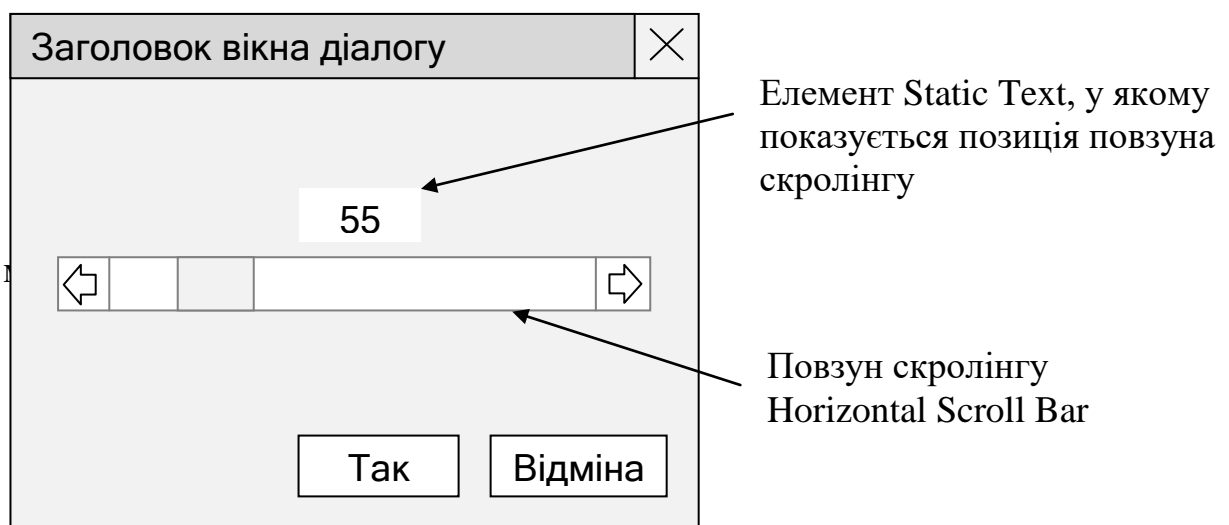 Заголовок вікна діалогу
Елемент Static Text, у якому
показується позиція повзуна
скролінгу
55
Повзун скролінгу
Horizontal Scroll Bar
Так
Відміна